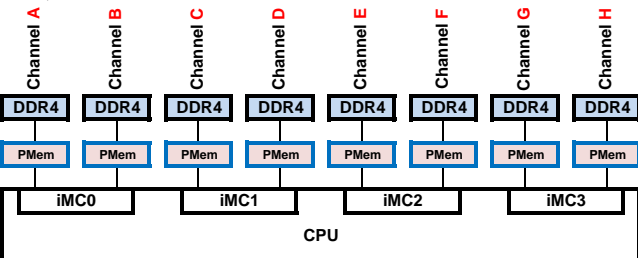 Channel A Channel B Channel C Channel D Channel E Channel F Channel G Channel H
DDR4 DDR4 DDR4 DDR4 DDR4 DDR4 DDR4 DDR4
PMem PMem PMem PMem PMem PMem PMem PMem
iMC0 iMC1 iMC2 iMC3
CPU